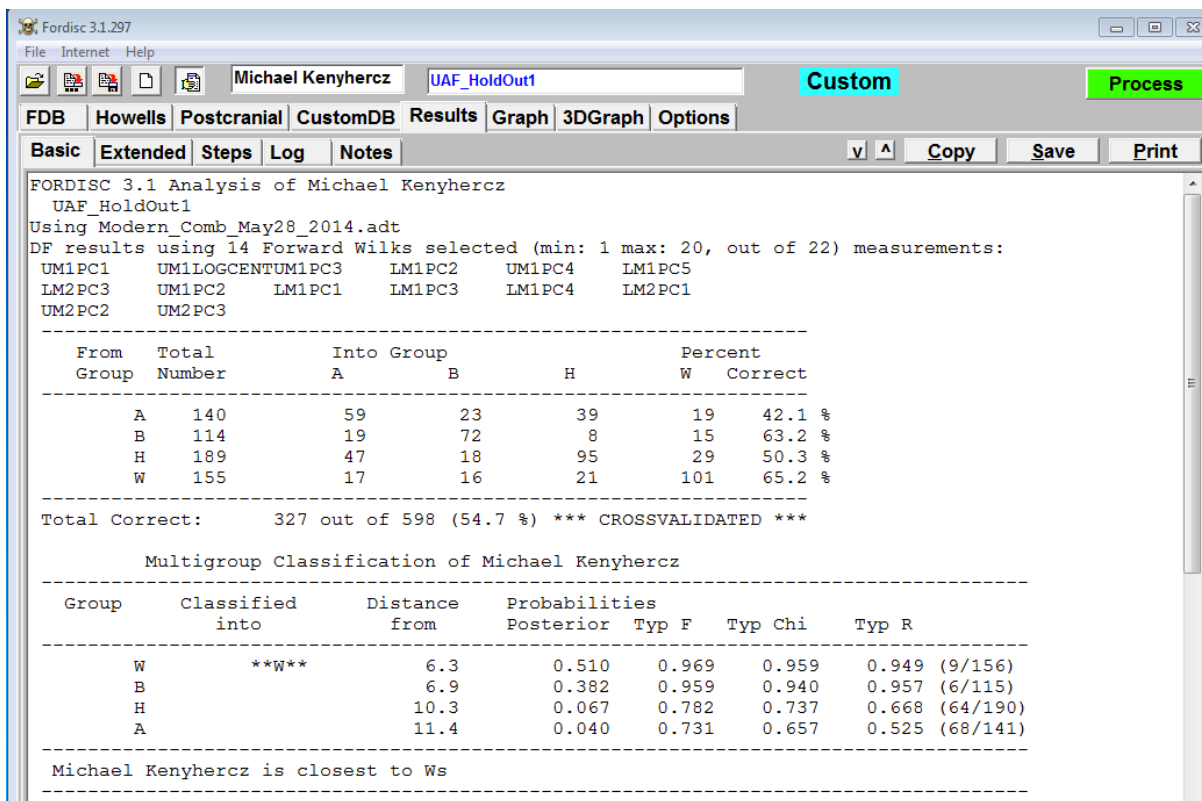 Fordisc 3.1.297
File Internet Help
Michael Kenyhercz UAF_HoldOut1 Custom Process
FDB Howells Postcranial CustomDB Results Graph 3DGraph Options
Basic Extended Steps Log Notes v ^ Copy Save Print
FORDISC 3.1 Analysis of Michael Kenyhercz
UAF_HoldOut1
Using Modern_Comb_May28_2014.adt
DF results using 14 Forward Wilks selected (min: 1 max: 20, out of 22) measurements:
UM1PC1 UM1LOGCENTUM1PC3 LM1PC2 UM1PC4 LM1PC5
LM2PC3 UM1PC2 LM1PC1 LM1PC3 LM1PC4 LM2PC1
UM2PC2 UM2PC3
From Total Into Group Percent
Group Number A B H W Correct
A 140 59 23 39 19 42.1 %
B 114 19 72 8 15 63.2 %
H 189 47 18 95 29 50.3 %
W 155 17 16 21 101 65.2 %
Total Correct: 327 out of 598 (54.7 %) *** CROSSVALIDATED ***
Multigroup Classification of Michael Kenyhercz
Group Classified Distance Probabilities
into from Posterior Typ F Typ Chi Typ R
W **W** 6.3 0.510 0.969 0.959 0.949 (9/156)
B 6.9 0.382 0.959 0.940 0.957 (6/115)
H 10.3 0.067 0.782 0.737 0.668 (64/190)
A 11.4 0.040 0.731 0.657 0.525 (68/141)
Michael Kenyhercz is closest to Ws